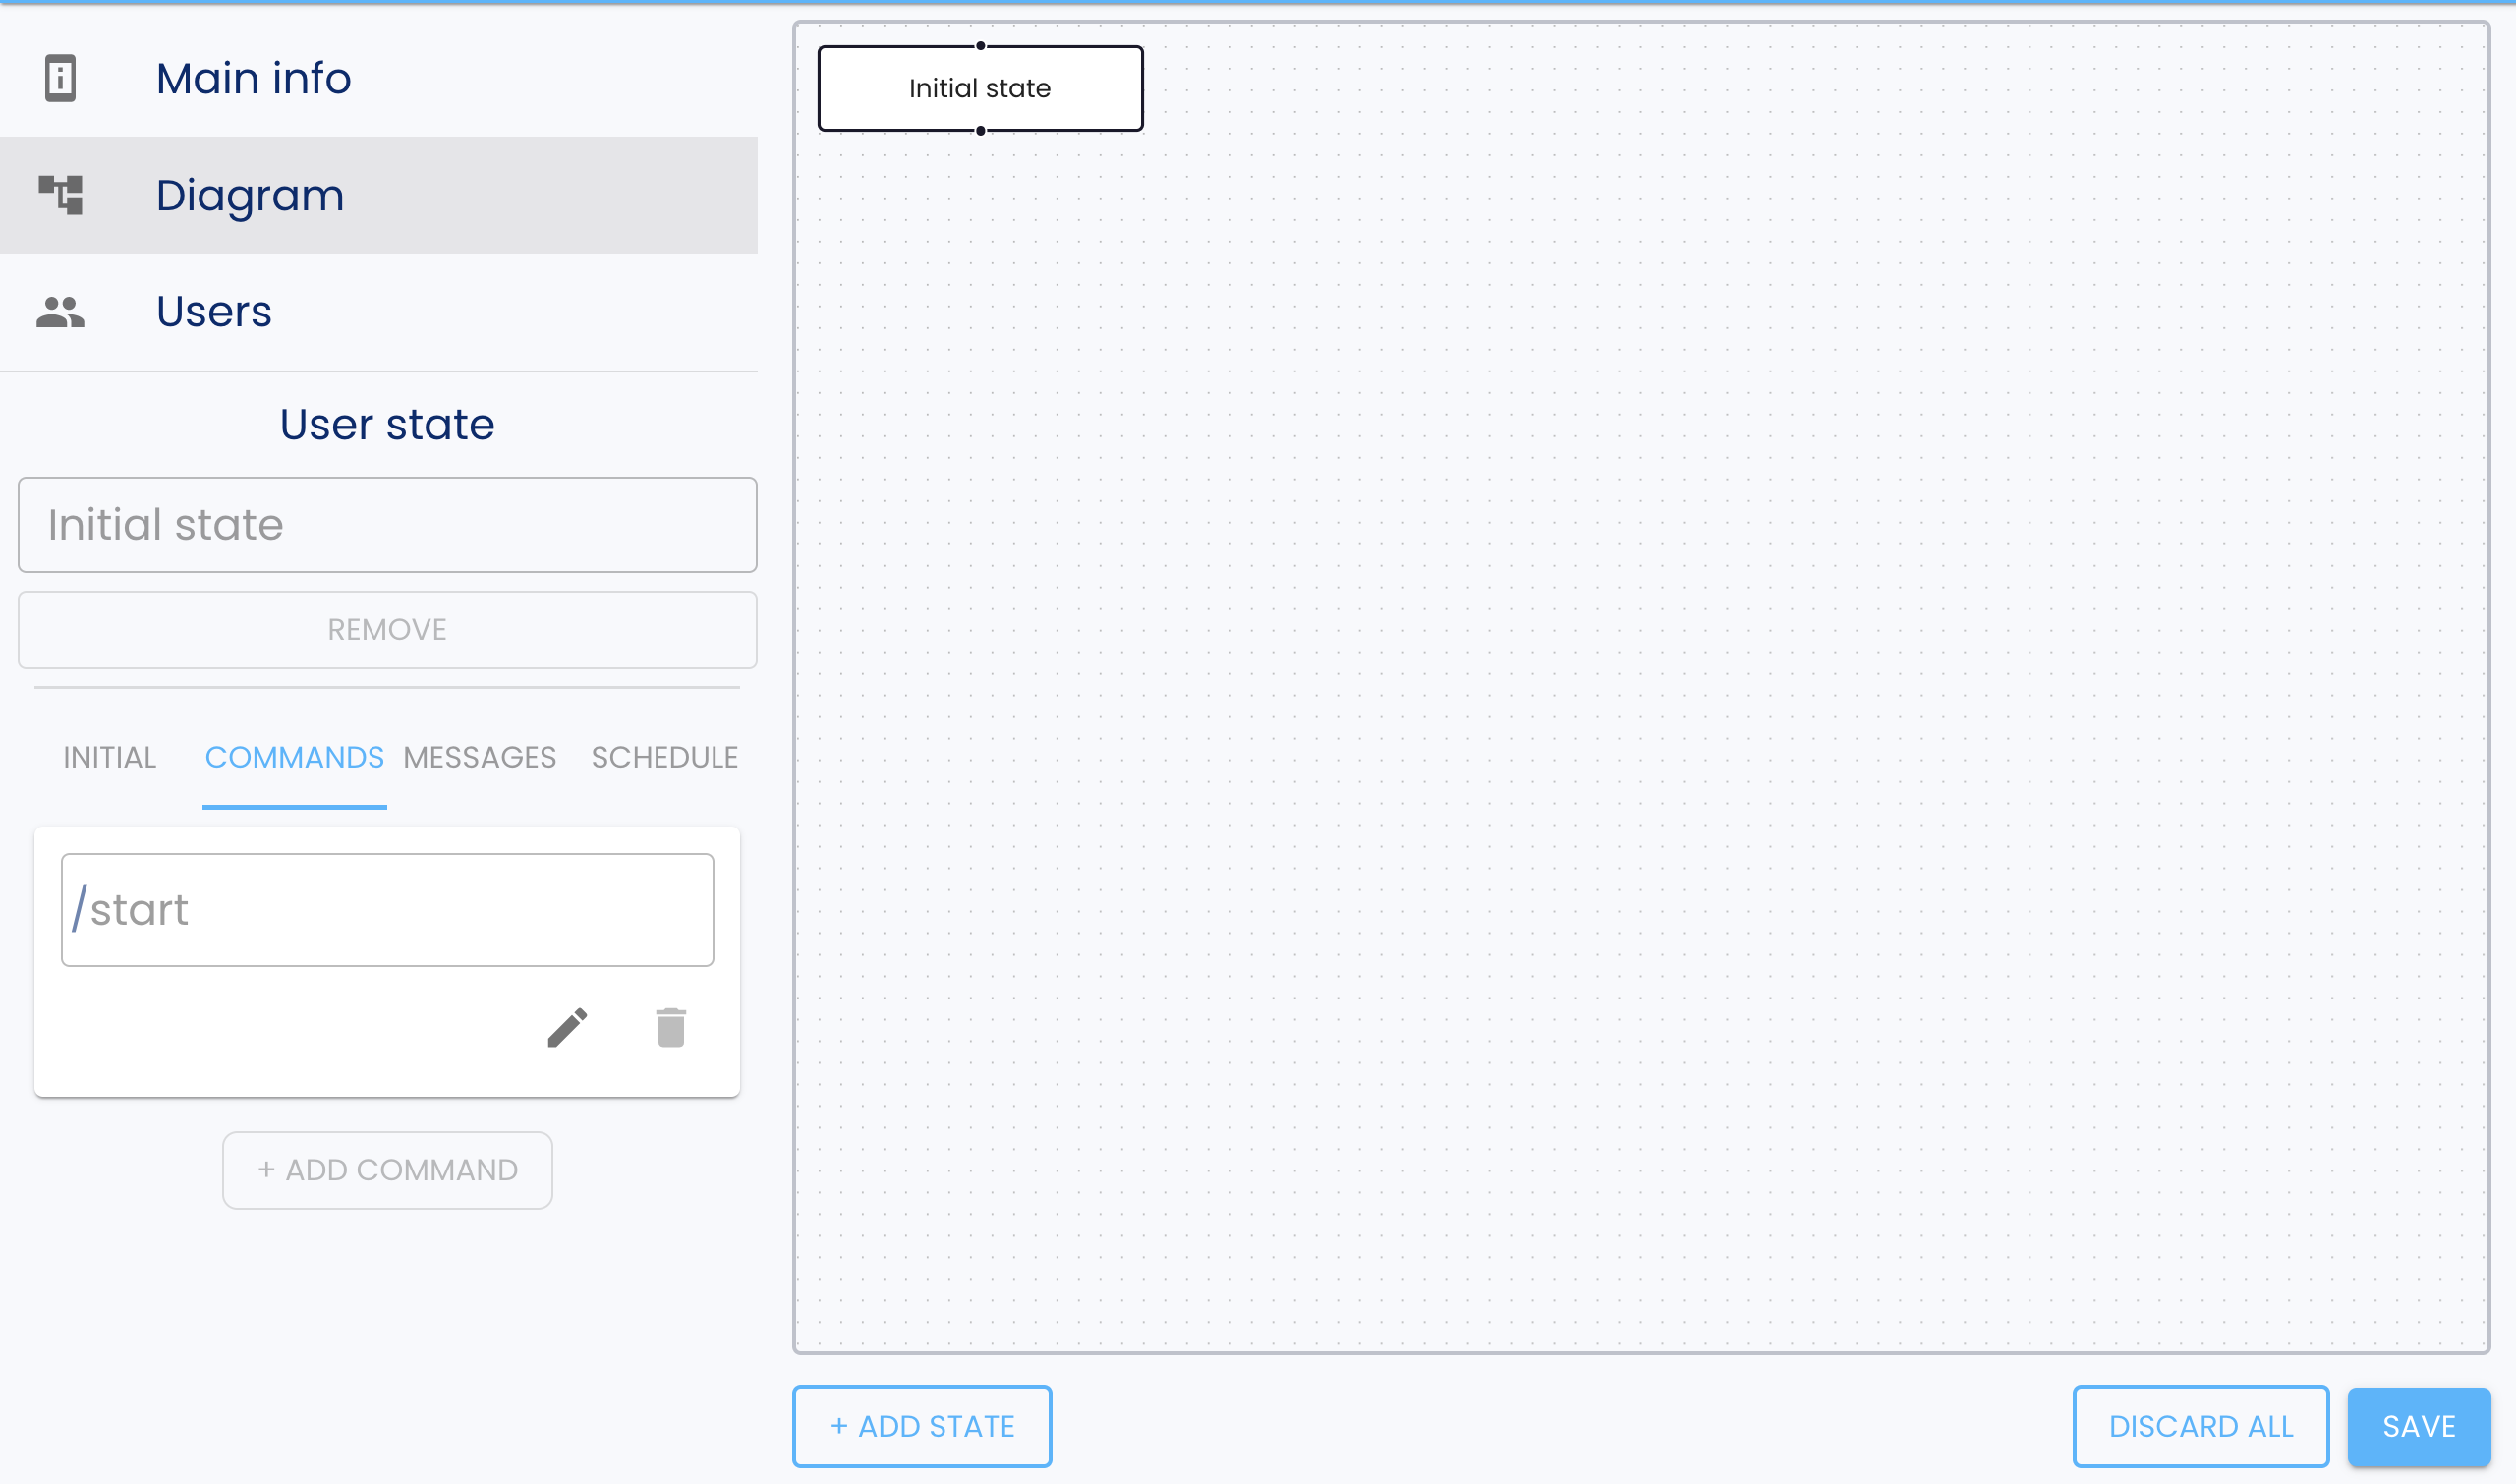 Main info
Diagram
Users
User state
Initial state
REMOVE
INITIAL COMMANDS MESSAGES SCHEDULE
/start
+ ADD COMMAND
Initial state
+ ADD STATE
DISCARD ALL
SAVE